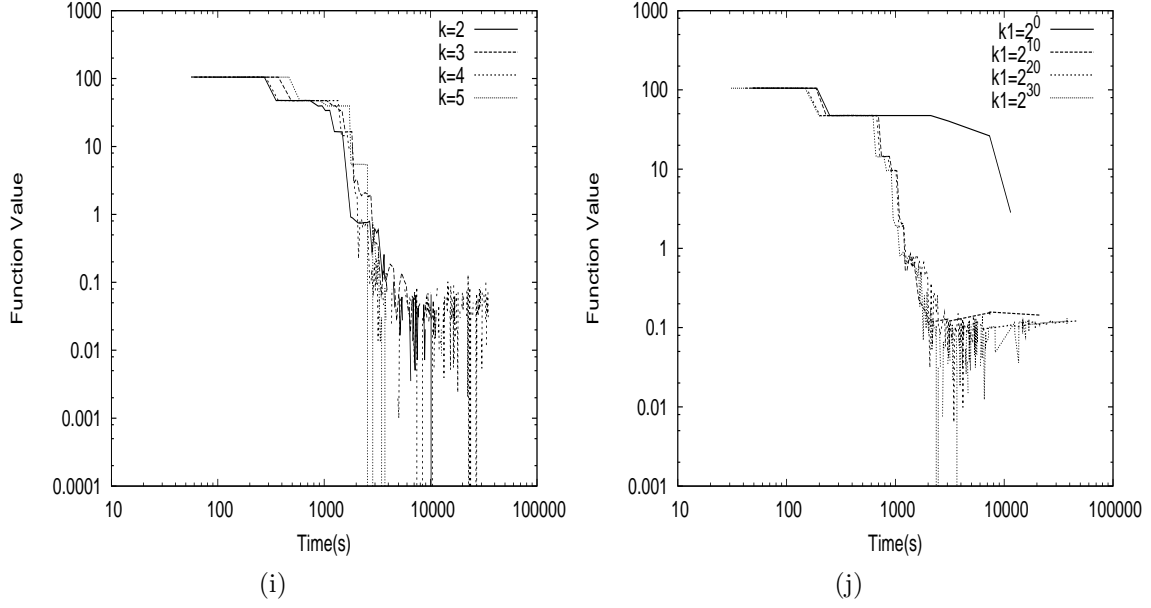 1000
100
10
1
0.1
0.01
0.001
0.0001
10 100 1000 10000 100000
Function Value
Time(s)
k=2
k=3
k=4
k=5
(i)
1000
100
10
1
0.1
0.01
0.001
10 100 1000 10000 100000
Function Value
Time(s)
k1=2^0
k1=2^10
k1=2^20
k1=2^30
(j)